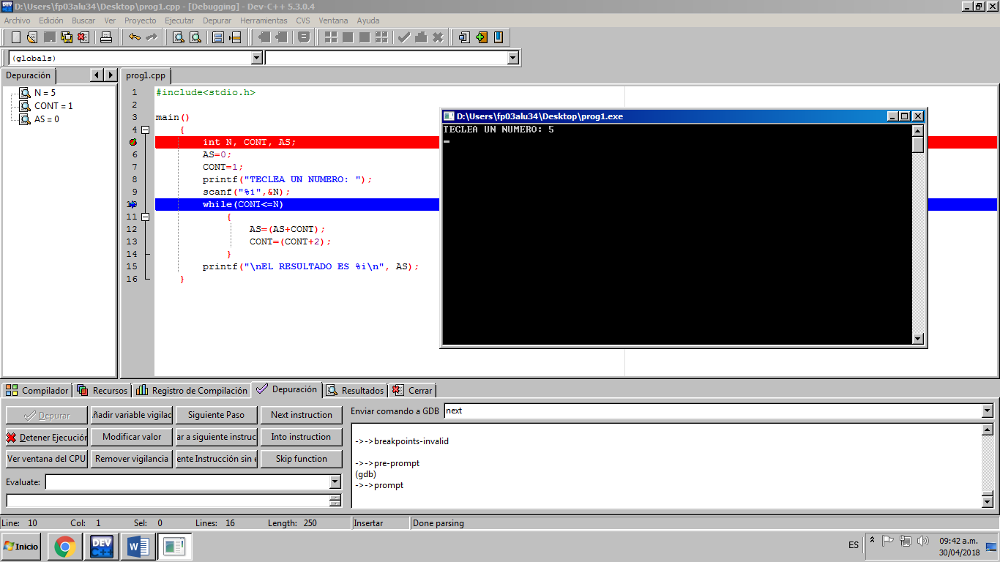 D:\Users\fp03alu34\Desktop\prog1.cpp - [Debugging] - Dev-C++ 5.3.0.4
Archivo Edición Buscar Ver Proyecto Ejecutar Depurar Herramientas CVS Ventana Ayuda
(globals)
Depuración
prog1.cpp
N = 5
CONT = 1
AS = 0
1 #include<stdio.h>
2
3 main()
4 {
int N, CONT, AS;
6 AS=0;
7 CONT=1;
8 printf("TECLEA UN NUMERO: ");
9 scanf("%i",&N);
10 while(CONT<=N)
11 {
12 AS=(AS+CONT);
13 CONT=(CONT+2);
14 }
15 printf("\nEL RESULTADO ES %i\n", AS);
16 }
D:\Users\fp03alu34\Desktop\prog1.exe
TECLEA UN NUMERO: 5
Compilador Recursos Registro de Compilación Depuración Resultados Cerrar
Depurar ñadir variable vigilac Siguiente Paso Next instruction
Detener Ejecución Modificar valor ar a siguiente instruc Into instruction
Ver ventana del CPU Remover vigilancia ente Instrucción sin e Skip function
Evaluate:
Enviar comando a GDB next
->->breakpoints-invalid
->->pre-prompt
(gdb)
->->prompt
Line: 10 Col: 1 Sel: 0 Lines: 16 Length: 250 Insertar Done parsing
Inicio DEV C++ W ES 09:42 a.m.
30/04/2018